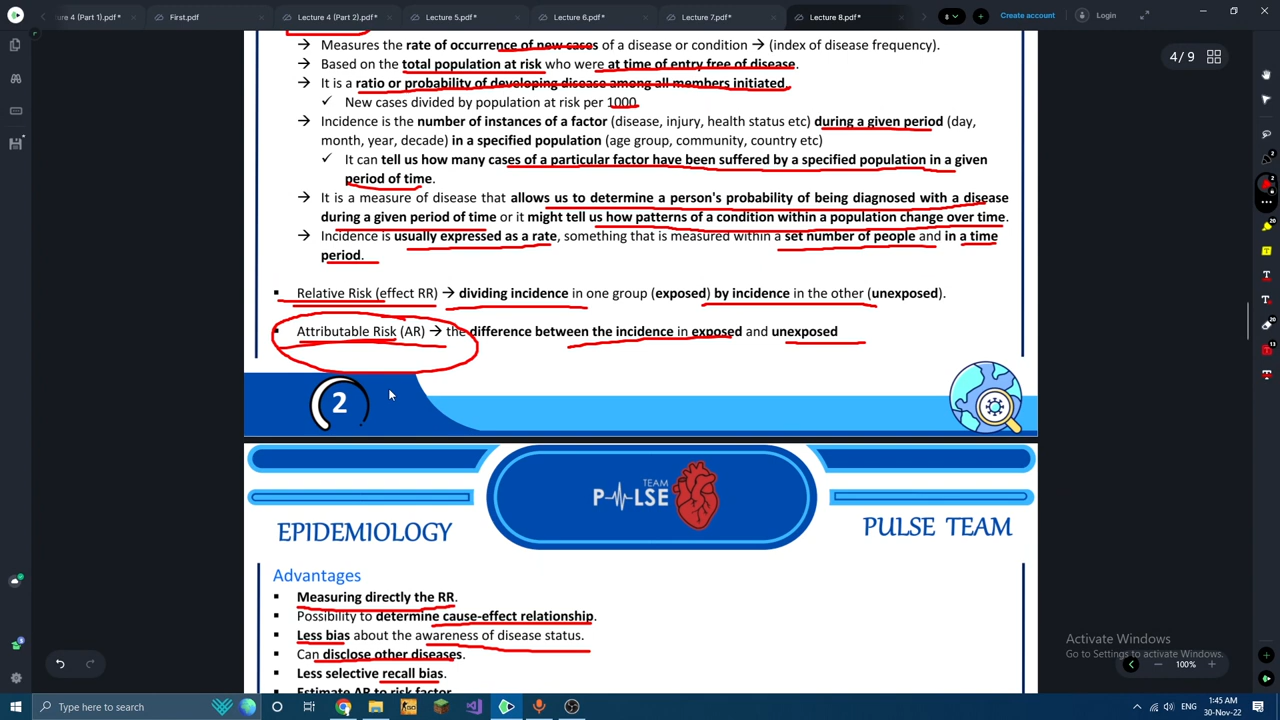 ure 4 (Part 1).pdf*
First.pdf
Lecture 4 (Part 2).pdf*
Lecture 5.pdf*
Lecture 6.pdf*
Lecture 7.pdf*
Lecture 8.pdf*
8
Create account
Login
4/9
→ Measures the rate of occurrence of new cases of a disease or condition → (index of disease frequency).
→ Based on the total population at risk who were at time of entry free of disease.
→ It is a ratio or probability of developing disease among all members initiated.
✓ New cases divided by population at risk per 1000
→ Incidence is the number of instances of a factor (disease, injury, health status etc) during a given period (day,
month, year, decade) in a specified population (age group, community, country etc)
✓ It can tell us how many cases of a particular factor have been suffered by a specified population in a given
period of time.
→ It is a measure of disease that allows us to determine a person's probability of being diagnosed with a disease
during a given period of time or it might tell us how patterns of a condition within a population change over time.
→ Incidence is usually expressed as a rate, something that is measured within a set number of people and in a time
period.
▪ Relative Risk (effect RR) → dividing incidence in one group (exposed) by incidence in the other (unexposed).
▪ Attributable Risk (AR) → the difference between the incidence in exposed and unexposed
2
TEAM
PULSE
EPIDEMIOLOGY
PULSE TEAM
Advantages
▪ Measuring directly the RR.
▪ Possibility to determine cause-effect relationship.
▪ Less bias about the awareness of disease status.
▪ Can disclose other diseases.
▪ Less selective recall bias.
▪ Estimate AR to risk factor
Activate Windows
Go to Settings to activate Windows.
100%
Type here to search
ENG
1:45 AM
30-Nov-22